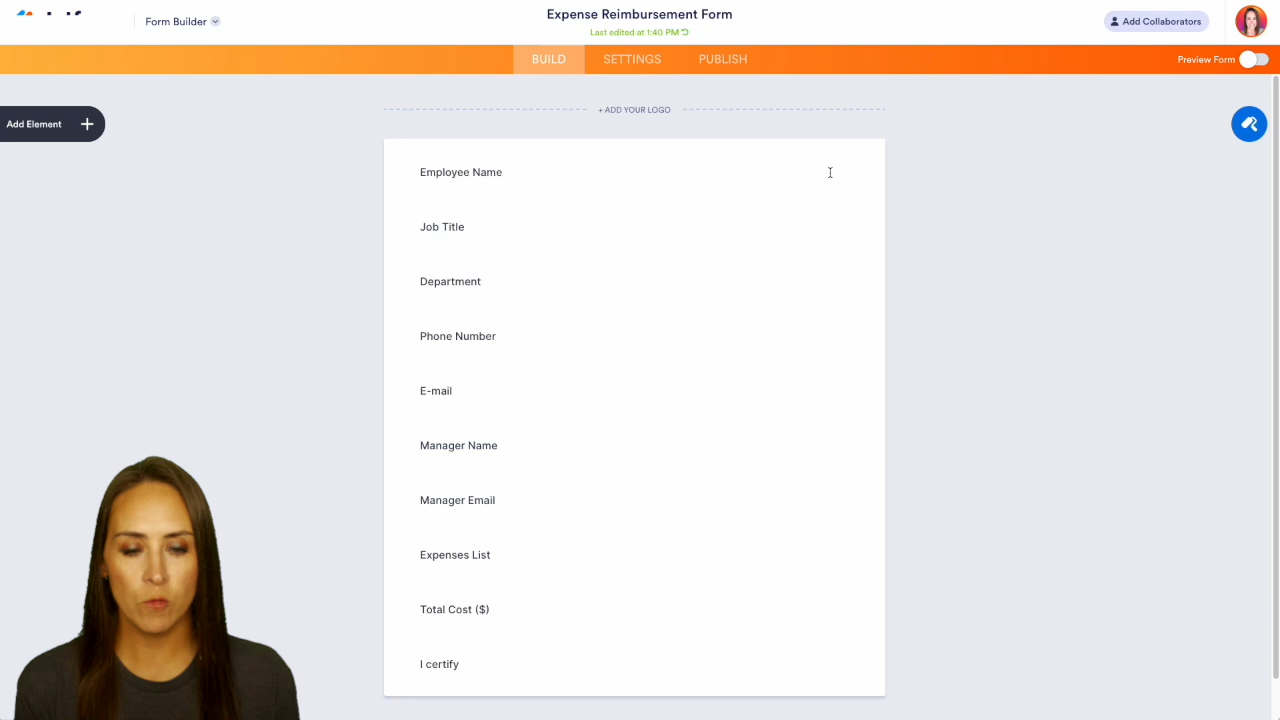 Form Builder
Expense Reimbursement Form
Last edited at 1:40 PM
Add Collaborators
BUILD
SETTINGS
PUBLISH
Preview Form
Add Element
+ ADD YOUR LOGO
Employee Name
Job Title
Department
Phone Number
E-mail
Manager Name
Manager Email
Expenses List
Total Cost ($)
I certify